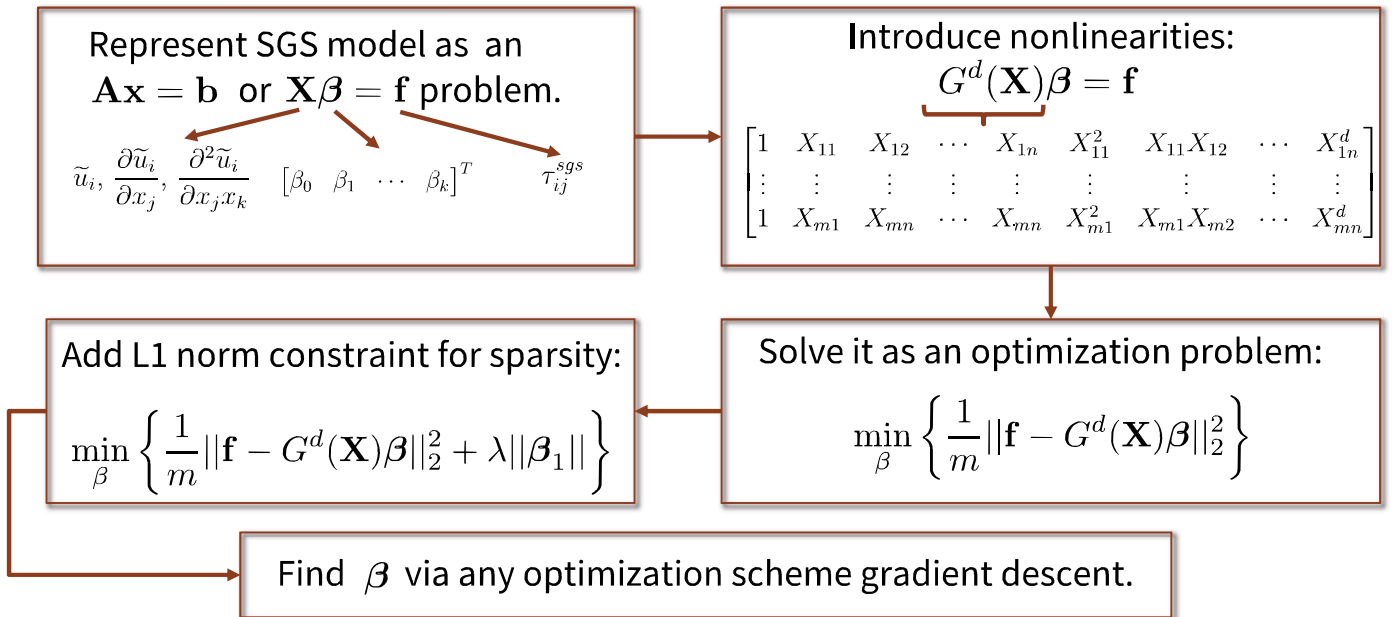 Represent SGS model as an
Ax = b or Xβ = f problem.
ũ_i, ∂ũ_i/∂x_j, ∂²ũ_i/∂x_j x_k [β_0 β_1 ⋯ β_k]^T τ_ij^sgs
Introduce nonlinearities:
G^d(X)β = f
[1 X_11 X_12 ⋯ X_1n X_11^2 X_11X_12 ⋯ X_1n^d
⋮ ⋮ ⋮ ⋮ ⋮ ⋮ ⋮ ⋮ ⋮
1 X_m1 X_mn ⋯ X_mn X_m1^2 X_m1X_m2 ⋯ X_mn^d]
Solve it as an optimization problem:
min_β { 1/m ||f − G^d(X)β||_2^2 }
Add L1 norm constraint for sparsity:
min_β { 1/m ||f − G^d(X)β||_2^2 + λ||β_1|| }
Find β via any optimization scheme gradient descent.